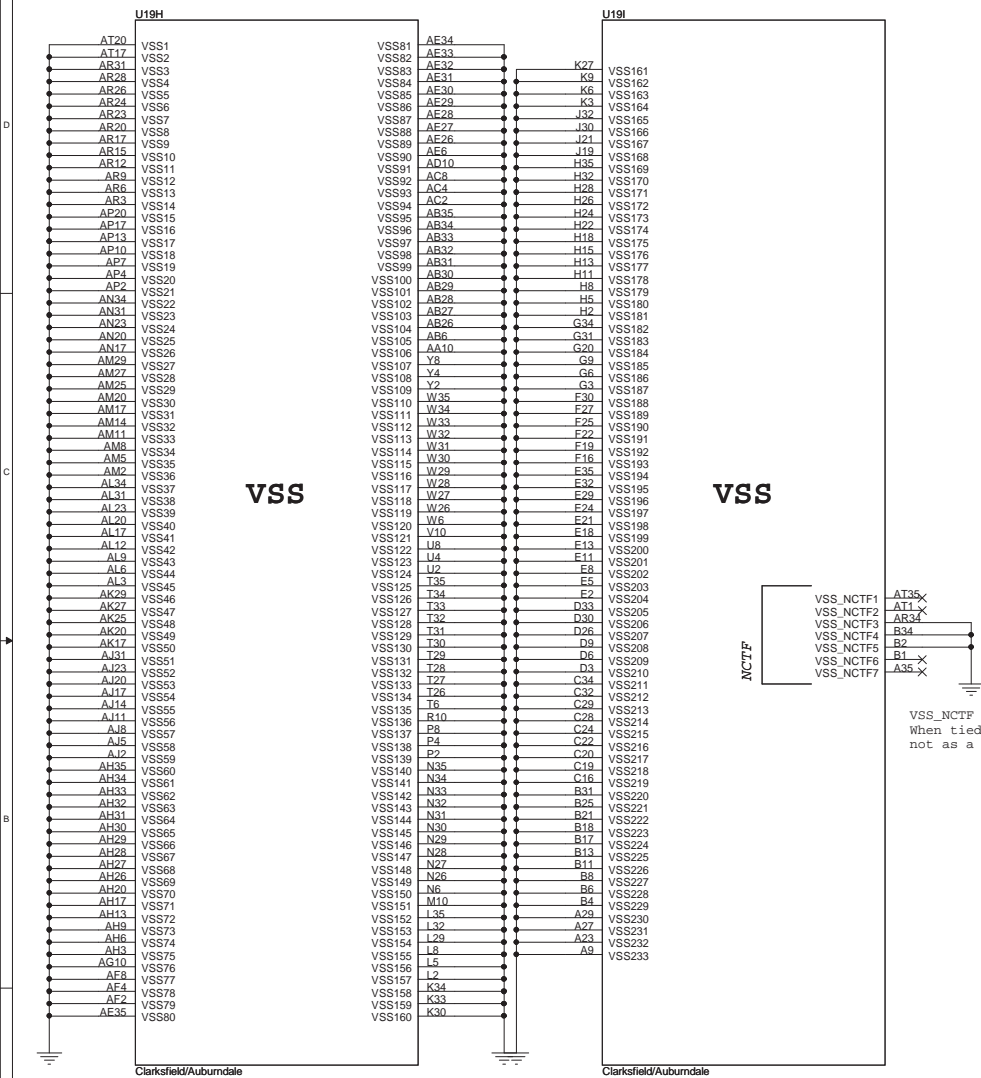 U19H
AT20 VSS1
AT17 VSS2
AR31 VSS3
AR28 VSS4
AR26 VSS5
AR24 VSS6
AR23 VSS7
AR20 VSS8
AR17 VSS9
AR15 VSS10
AR12 VSS11
AR9 VSS12
AR6 VSS13
AR3 VSS14
AP20 VSS15
AP17 VSS16
AP13 VSS17
AP10 VSS18
AP7 VSS19
AP4 VSS20
AP2 VSS21
AN34 VSS22
AN31 VSS23
AN23 VSS24
AN20 VSS25
AN17 VSS26
AM29 VSS27
AM27 VSS28
AM25 VSS29
AM20 VSS30
AM17 VSS31
AM14 VSS32
AM11 VSS33
AM8 VSS34
AM5 VSS35
AM2 VSS36
AL34 VSS37
AL31 VSS38
AL23 VSS39
AL20 VSS40
AL17 VSS41
AL12 VSS42
AL9 VSS43
AL6 VSS44
AL3 VSS45
AK29 VSS46
AK27 VSS47
AK25 VSS48
AK20 VSS49
AK17 VSS50
AJ31 VSS51
AJ23 VSS52
AJ20 VSS53
AJ17 VSS54
AJ14 VSS55
AJ11 VSS56
AJ8 VSS57
AJ5 VSS58
AJ2 VSS59
AH35 VSS60
AH34 VSS61
AH33 VSS62
AH32 VSS63
AH31 VSS64
AH30 VSS65
AH29 VSS66
AH28 VSS67
AH27 VSS68
AH26 VSS69
AH20 VSS70
AH17 VSS71
AH13 VSS72
AH9 VSS73
AH6 VSS74
AH3 VSS75
AG10 VSS76
AF8 VSS77
AF4 VSS78
AF2 VSS79
AE35 VSS80
VSS
VSS81 AE34
VSS82 AE33
VSS83 AE32
VSS84 AE31
VSS85 AE30
VSS86 AE29
VSS87 AE28
VSS88 AE27
VSS89 AE26
VSS90 AE6
VSS91 AD10
VSS92 AC8
VSS93 AC4
VSS94 AC2
VSS95 AB35
VSS96 AB34
VSS97 AB33
VSS98 AB32
VSS99 AB31
VSS100 AB30
VSS101 AB29
VSS102 AB28
VSS103 AB27
VSS104 AB26
VSS105 AB6
VSS106 AA10
VSS107 Y8
VSS108 Y4
VSS109 Y2
VSS110 W35
VSS111 W34
VSS112 W33
VSS113 W32
VSS114 W31
VSS115 W30
VSS116 W29
VSS117 W28
VSS118 W27
VSS119 W26
VSS120 W6
VSS121 V10
VSS122 U8
VSS123 U4
VSS124 U2
VSS125 T35
VSS126 T34
VSS127 T33
VSS128 T32
VSS129 T31
VSS130 T30
VSS131 T29
VSS132 T28
VSS133 T27
VSS134 T26
VSS135 T6
VSS136 R10
VSS137 P8
VSS138 P4
VSS139 P2
VSS140 N35
VSS141 N34
VSS142 N33
VSS143 N32
VSS144 N31
VSS145 N30
VSS146 N29
VSS147 N28
VSS148 N27
VSS149 N26
VSS150 N6
VSS151 M10
VSS152 L35
VSS153 L32
VSS154 L29
VSS155 L8
VSS156 L5
VSS157 L2
VSS158 K34
VSS159 K33
VSS160 K30
Clarksfield/Auburndale
U19I
K27 VSS161
K9 VSS162
K6 VSS163
K3 VSS164
J32 VSS165
J30 VSS166
J21 VSS167
J19 VSS168
H35 VSS169
H32 VSS170
H28 VSS171
H26 VSS172
H24 VSS173
H22 VSS174
H18 VSS175
H15 VSS176
H13 VSS177
H11 VSS178
H8 VSS179
H5 VSS180
H2 VSS181
G34 VSS182
G31 VSS183
G20 VSS184
G9 VSS185
G6 VSS186
G3 VSS187
F30 VSS188
F27 VSS189
F25 VSS190
F22 VSS191
F19 VSS192
F16 VSS193
E35 VSS194
E32 VSS195
E29 VSS196
E24 VSS197
E21 VSS198
E18 VSS199
E13 VSS200
E11 VSS201
E8 VSS202
E5 VSS203
E2 VSS204
D33 VSS205
D30 VSS206
D26 VSS207
D9 VSS208
D6 VSS209
D3 VSS210
C34 VSS211
C32 VSS212
C29 VSS213
C28 VSS214
C24 VSS215
C22 VSS216
C20 VSS217
C19 VSS218
C16 VSS219
B31 VSS220
B25 VSS221
B21 VSS222
B18 VSS223
B17 VSS224
B13 VSS225
B11 VSS226
B8 VSS227
B6 VSS228
B4 VSS229
A29 VSS230
A27 VSS231
A23 VSS232
A9 VSS233
VSS
NCTF
VSS_NCTF1 AT35
VSS_NCTF2 AT1
VSS_NCTF3 AR34
VSS_NCTF4 B34
VSS_NCTF5 B2
VSS_NCTF6 B1
VSS_NCTF7 A35
Clarksfield/Auburndale
VSS_NCTF
When tied
not as a
D
C
B